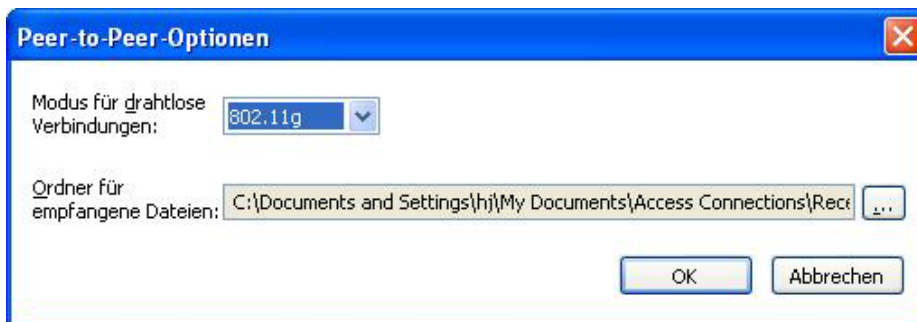 Peer-to-Peer-Optionen
Modus für drahtlose
Verbindungen:
802.11g
Ordner für
empfangene Dateien:
C:\Documents and Settings\hj\My Documents\Access Connections\Rece
...
OK
Abbrechen